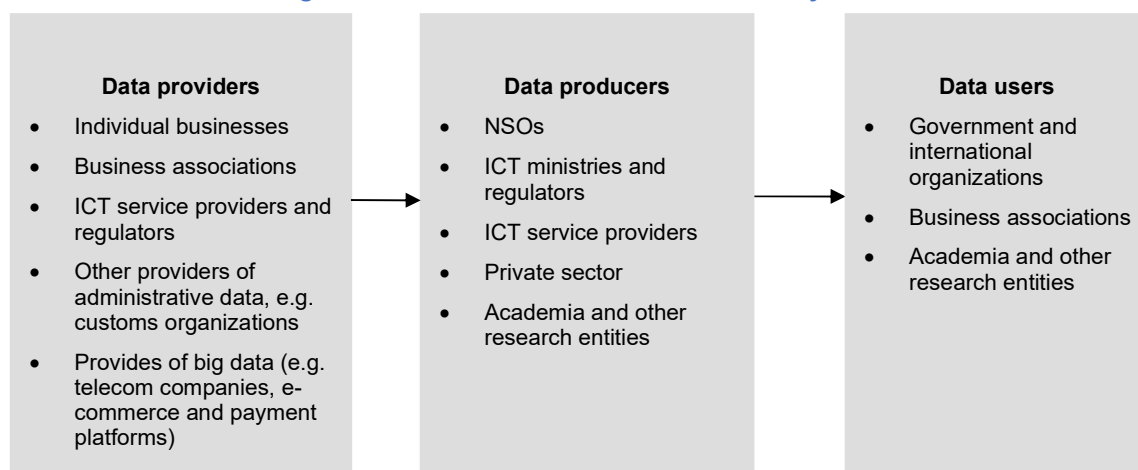 Data providers
• Individual businesses
• Business associations
• ICT service providers and
regulators
• Other providers of
administrative data, e.g.
customs organizations
• Provides of big data (e.g.
telecom companies, e-
commerce and payment
platforms)
Data producers
• NSOs
• ICT ministries and
regulators
• ICT service providers
• Private sector
• Academia and other
research entities
Data users
• Government and
international
organizations
• Business associations
• Academia and other
research entities